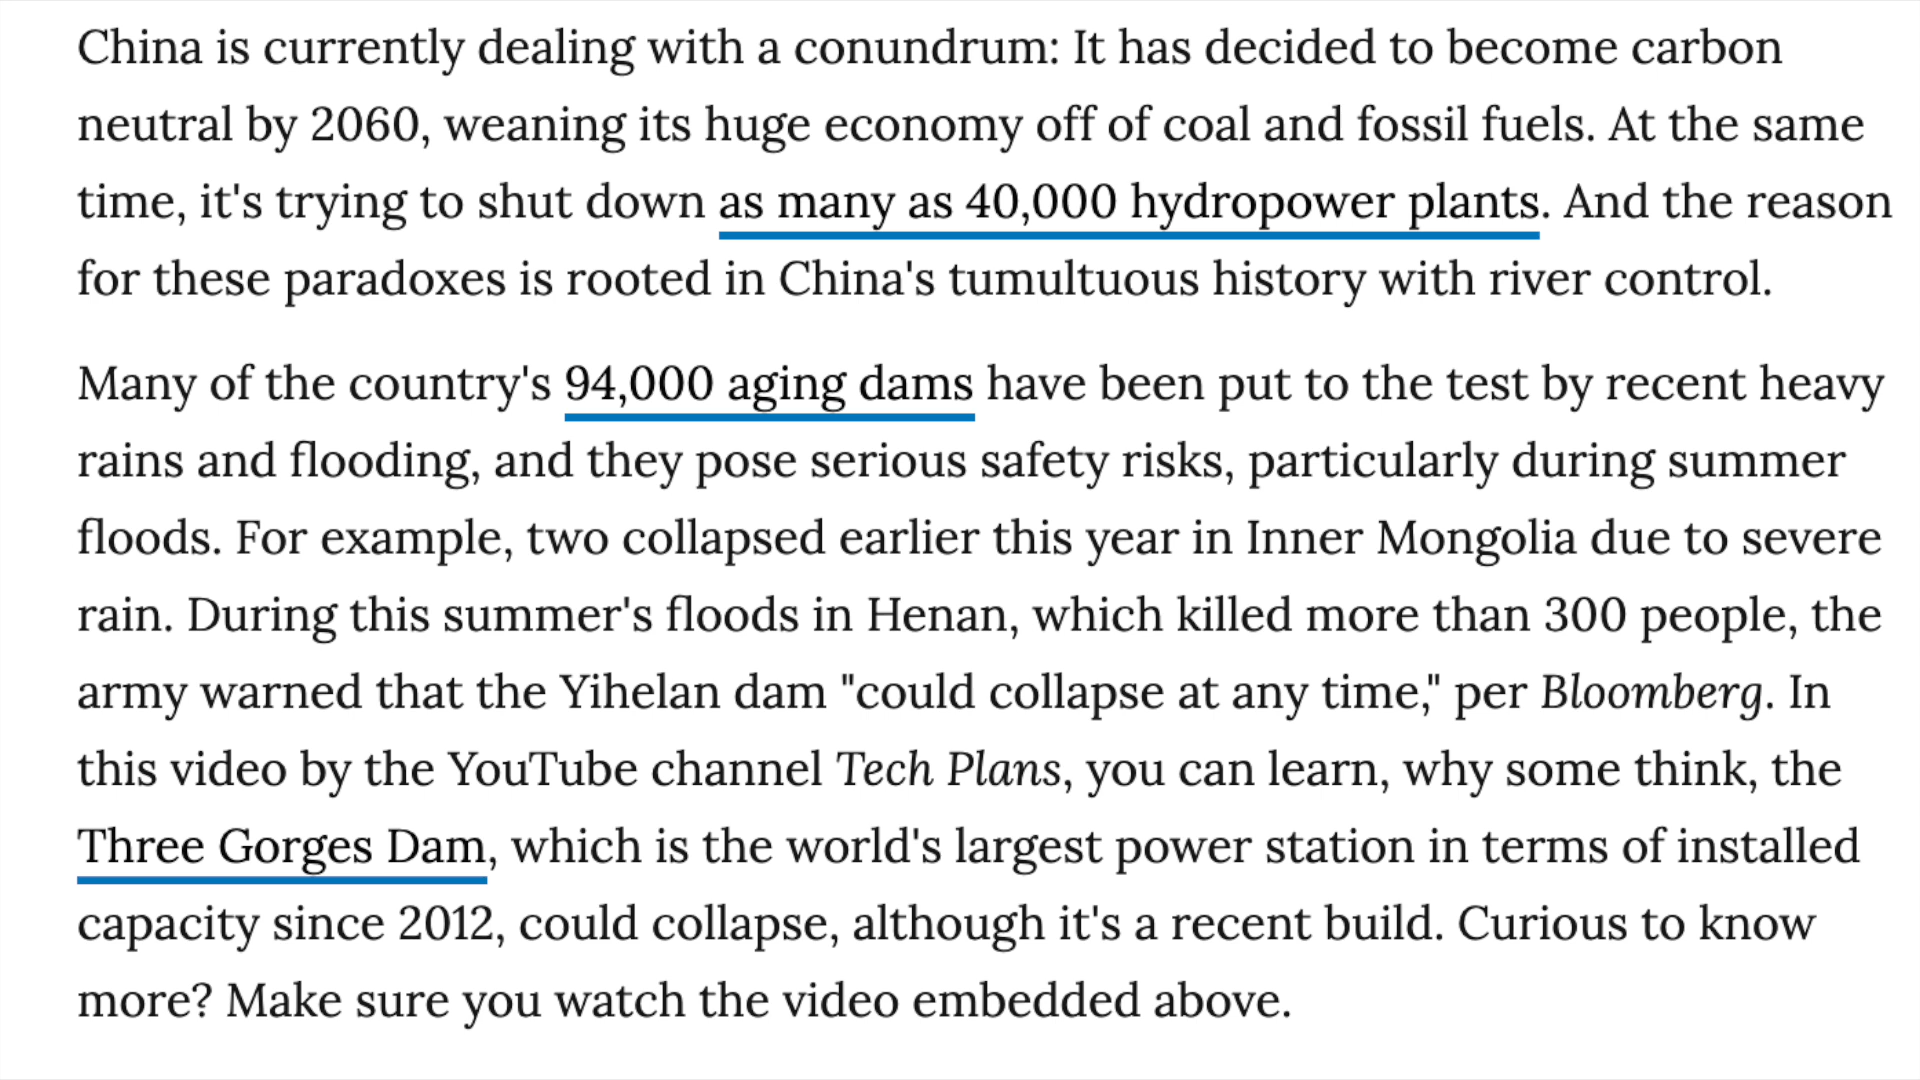 China is currently dealing with a conundrum: It has decided to become carbon
neutral by 2060, weaning its huge economy off of coal and fossil fuels. At the same
time, it's trying to shut down as many as 40,000 hydropower plants. And the reason
for these paradoxes is rooted in China's tumultuous history with river control.
Many of the country's 94,000 aging dams have been put to the test by recent heavy
rains and flooding, and they pose serious safety risks, particularly during summer
floods. For example, two collapsed earlier this year in Inner Mongolia due to severe
rain. During this summer's floods in Henan, which killed more than 300 people, the
army warned that the Yihelan dam "could collapse at any time," per Bloomberg. In
this video by the YouTube channel Tech Plans, you can learn, why some think, the
Three Gorges Dam, which is the world's largest power station in terms of installed
capacity since 2012, could collapse, although it's a recent build. Curious to know
more? Make sure you watch the video embedded above.